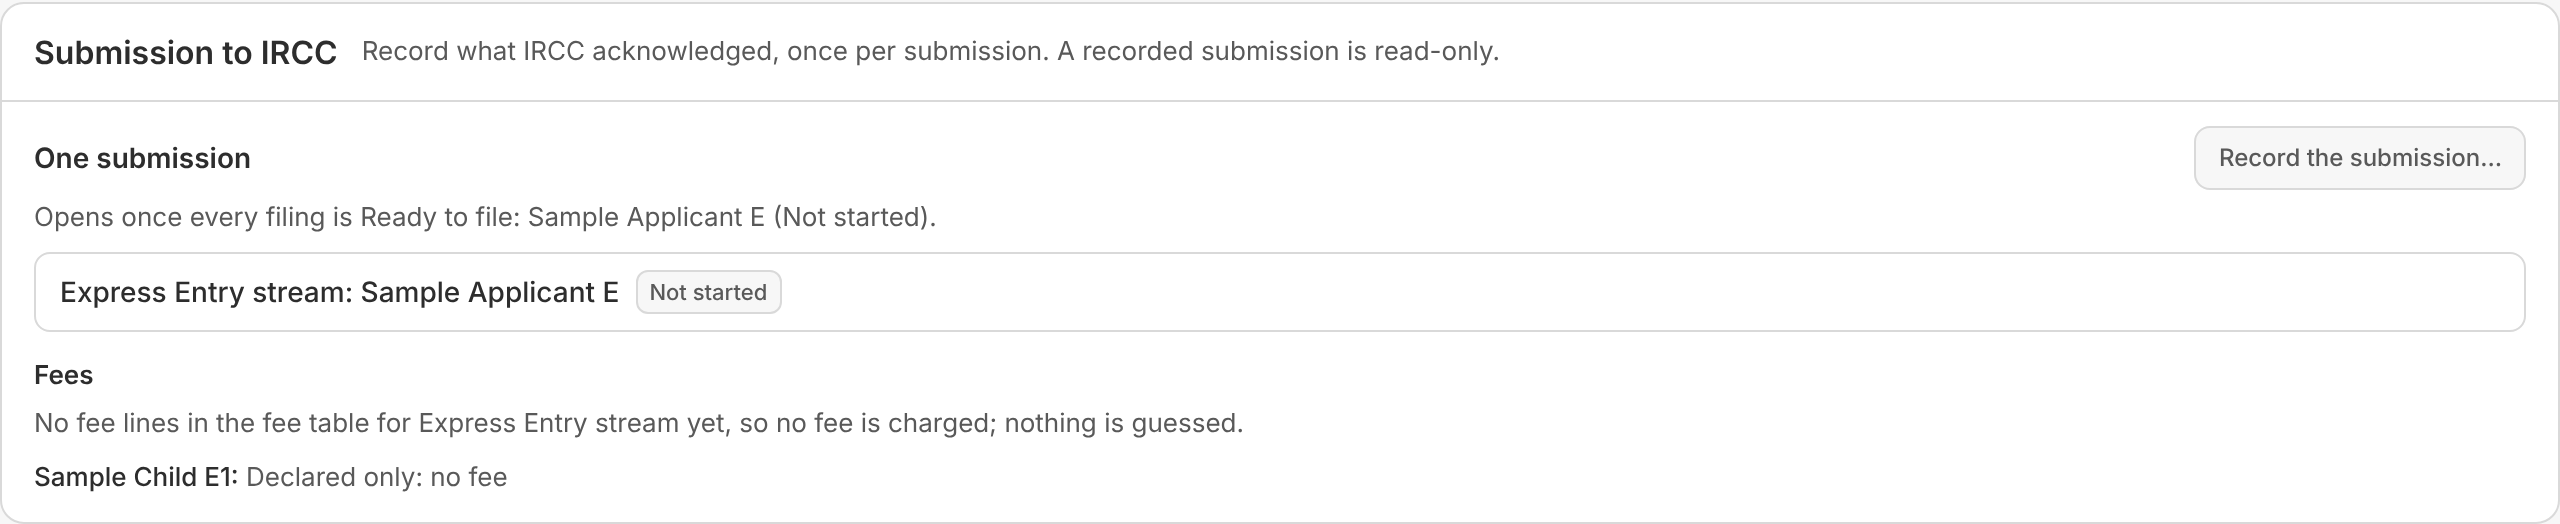 Submission to IRCC Record what IRCC acknowledged, once per submission. A recorded submission is read-only.
One submission
Record the submission...
Opens once every filing is Ready to file: Sample Applicant E (Not started).
Express Entry stream: Sample Applicant E Not started
Fees
No fee lines in the fee table for Express Entry stream yet, so no fee is charged; nothing is guessed.
Sample Child E1: Declared only: no fee